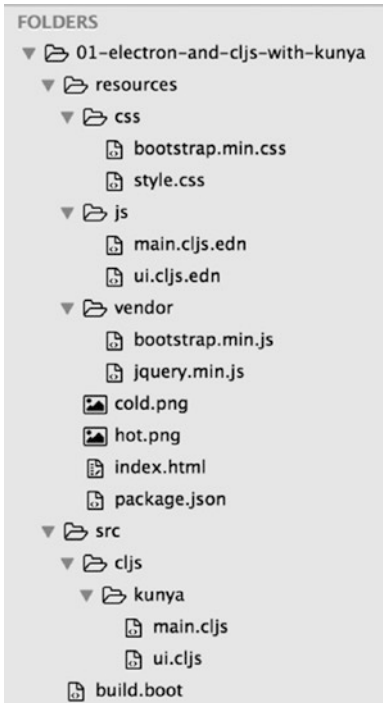 FOLDERS
01-electron-and-cljs-with-kunya
resources
css
bootstrap.min.css
style.css
js
main.cljs.edn
ui.cljs.edn
vendor
bootstrap.min.js
jquery.min.js
cold.png
hot.png
index.html
package.json
src
cljs
kunya
main.cljs
ui.cljs
build.boot